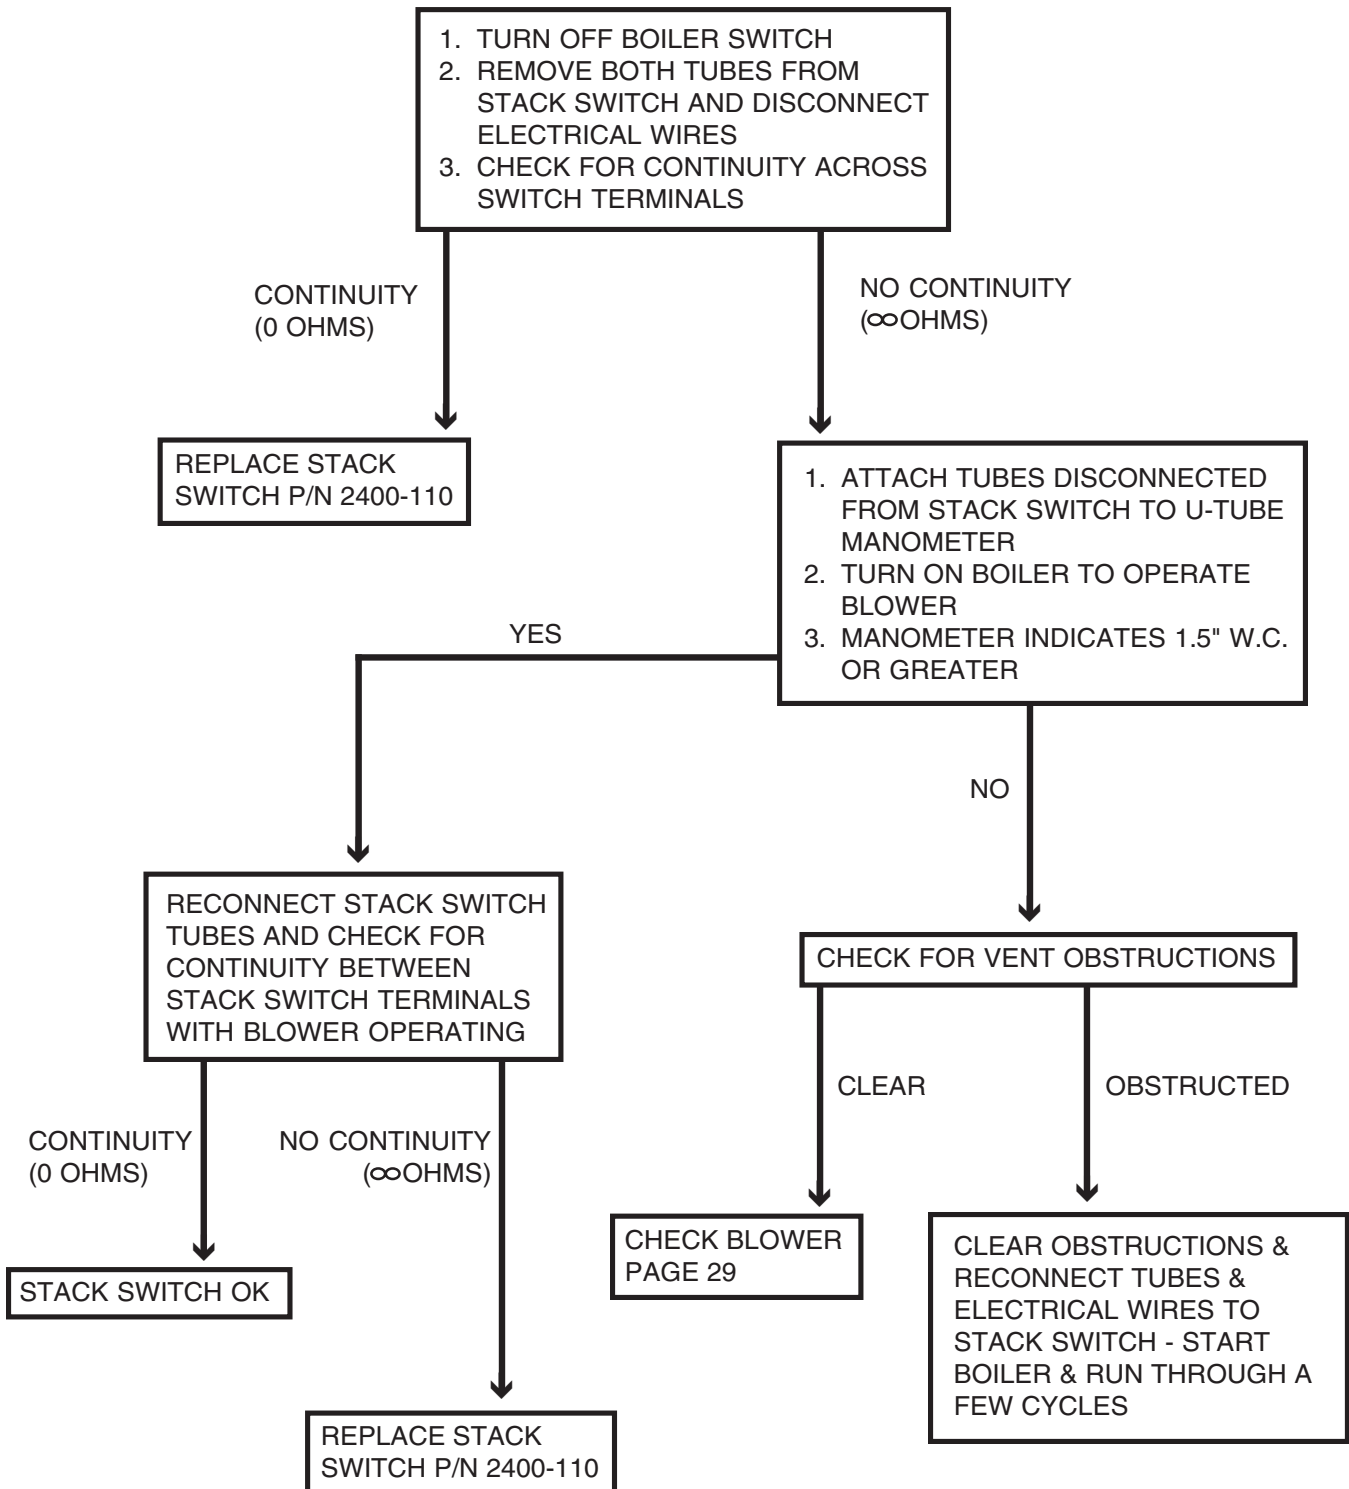 1. TURN OFF BOILER SWITCH
2. REMOVE BOTH TUBES FROM
STACK SWITCH AND DISCONNECT
ELECTRICAL WIRES
3. CHECK FOR CONTINUITY ACROSS
SWITCH TERMINALS
CONTINUITY
(0 OHMS)
NO CONTINUITY
(∞OHMS)
REPLACE STACK
SWITCH P/N 2400-110
1. ATTACH TUBES DISCONNECTED
FROM STACK SWITCH TO U-TUBE
MANOMETER
2. TURN ON BOILER TO OPERATE
BLOWER
3. MANOMETER INDICATES 1.5" W.C.
OR GREATER
YES
NO
RECONNECT STACK SWITCH
TUBES AND CHECK FOR
CONTINUITY BETWEEN
STACK SWITCH TERMINALS
WITH BLOWER OPERATING
CHECK FOR VENT OBSTRUCTIONS
CONTINUITY
(0 OHMS)
NO CONTINUITY
(∞OHMS)
CLEAR
OBSTRUCTED
STACK SWITCH OK
REPLACE STACK
SWITCH P/N 2400-110
CHECK BLOWER
PAGE 29
CLEAR OBSTRUCTIONS &
RECONNECT TUBES &
ELECTRICAL WIRES TO
STACK SWITCH - START
BOILER & RUN THROUGH A
FEW CYCLES